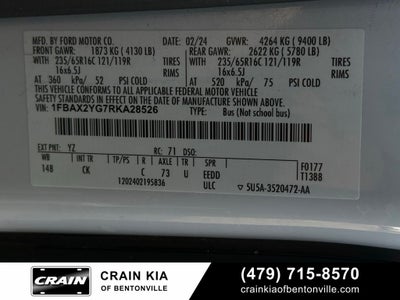 MFD. BY FORD MOTOR CO.
DATE: 02/24 GVWR: 4264 KG (9400 LB)
FRONT GAWR: 1873 KG (4130 LB) REAR GAWR: 2622 KG (5780 LB)
WITH 235/65R16C 121/119R TIRES WITH 235/65R16C 121/119R TIRES
16x6.5J RIMS 16x6.5J RIMS
AT 360 kPa/ 52 PSI COLD AT 520 kPa/ 75 PSI COLD
THIS VEHICLE CONFORMS TO ALL APPLICABLE FEDERAL MOTOR VEHICLE
SAFETY STANDARDS IN EFFECT ON THE DATE OF MANUFACTURE SHOWN ABOVE.
VIN: 1FBAX2YG7RKA28526 TYPE: Bus (Not school bus)
EXT PNT: YZ RC: 71 DSO: F0177
WB INT TR TP/PS R AXLE TR SPR T13B8
148 CK C 73 U EEDD
1202402195836 ULC 5U5A-3520472-AA
CRAIN
CRAIN KIA
OF BENTONVILLE
(479) 715-8570
crainkiaofbentonville.com